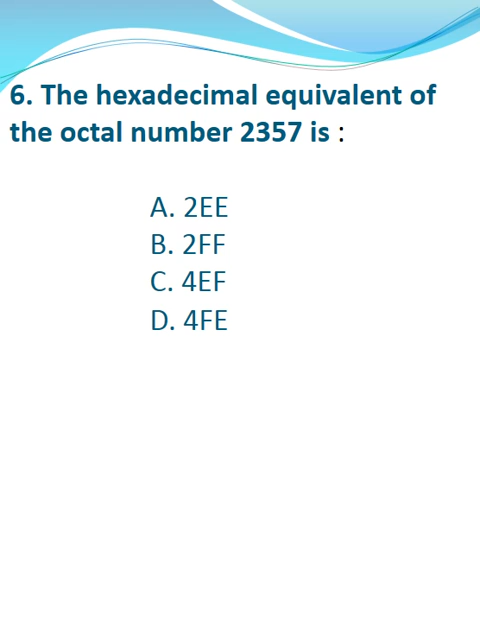 6. The hexadecimal equivalent of
the octal number 2357 is :
A. 2EE
B. 2FF
C. 4EF
D. 4FE